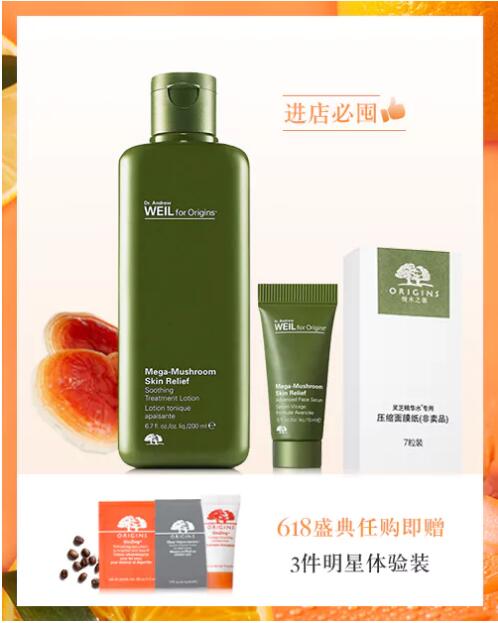 进店必囤
Dr. Andrew
WEIL for Origins™
Mega-Mushroom
Skin Relief
Soothing
Treatment Lotion
Lotion tonique
apaisante
6.7 fl.oz./oz.liq./200 ml ℮
Dr. Andrew
WEIL for Origins™
Mega-Mushroom
Skin Relief
Advanced Face Serum
ORIGINS
悦木之源
灵芝精华水*专用
压缩面膜纸(非卖品)
7粒装
ORIGINS
ORIGINS
ORIGINS
618盛典任购即赠
3件明星体验装